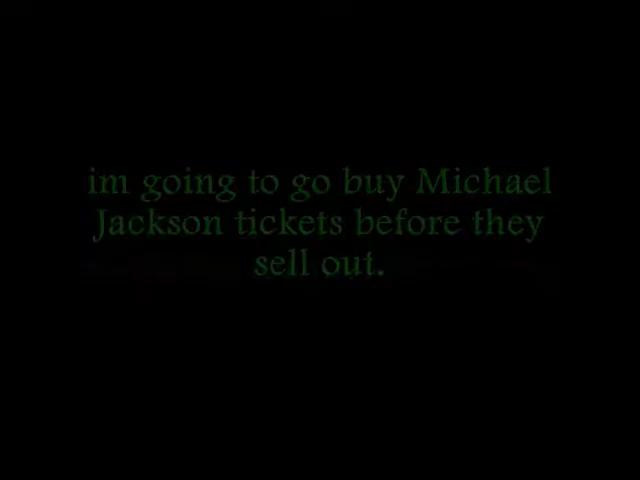 im going to go buy Michael
Jackson tickets before they
sell out.